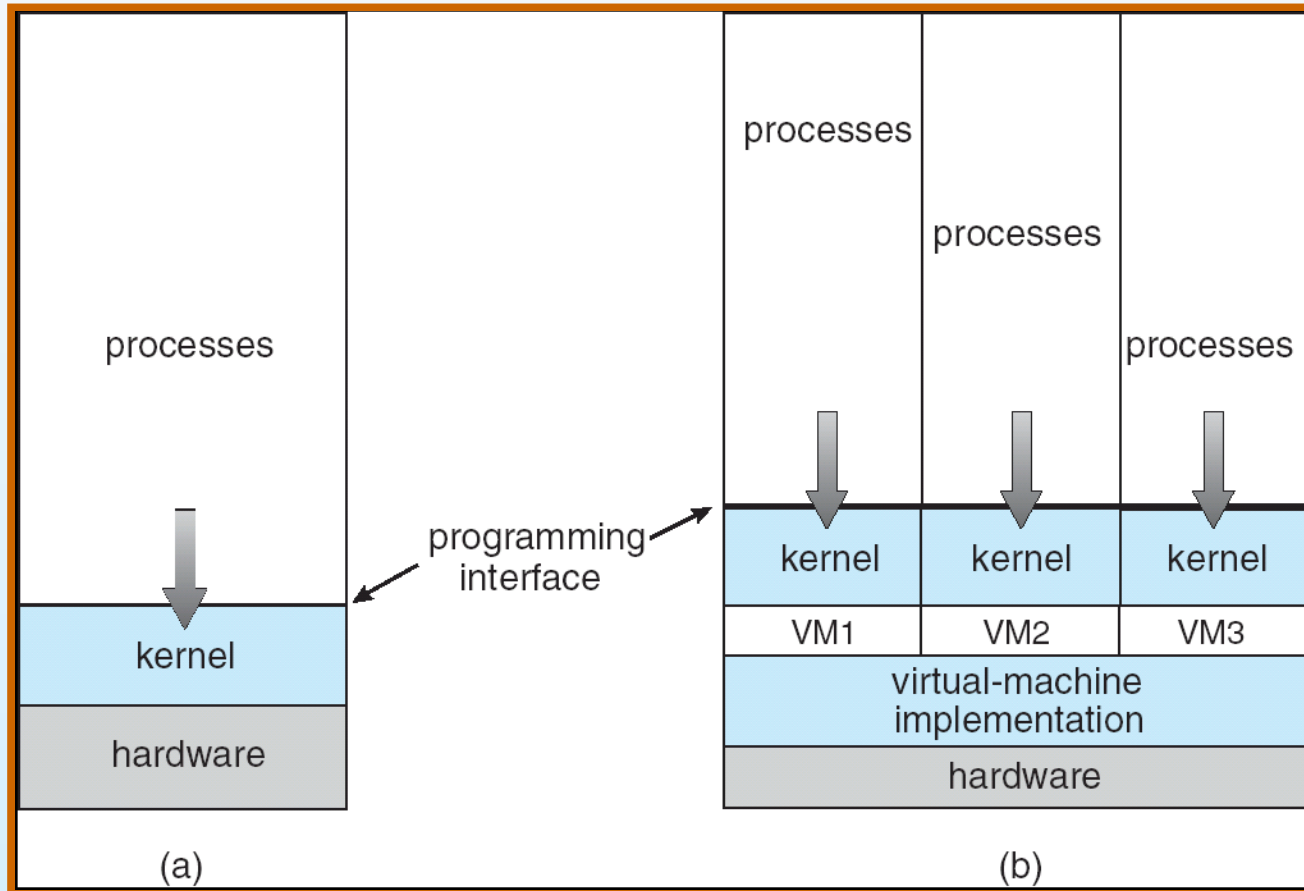 processes
kernel
hardware
(a)
programming
interface
processes
processes
processes
kernel
kernel
kernel
VM1
VM2
VM3
virtual-machine
implementation
hardware
(b)